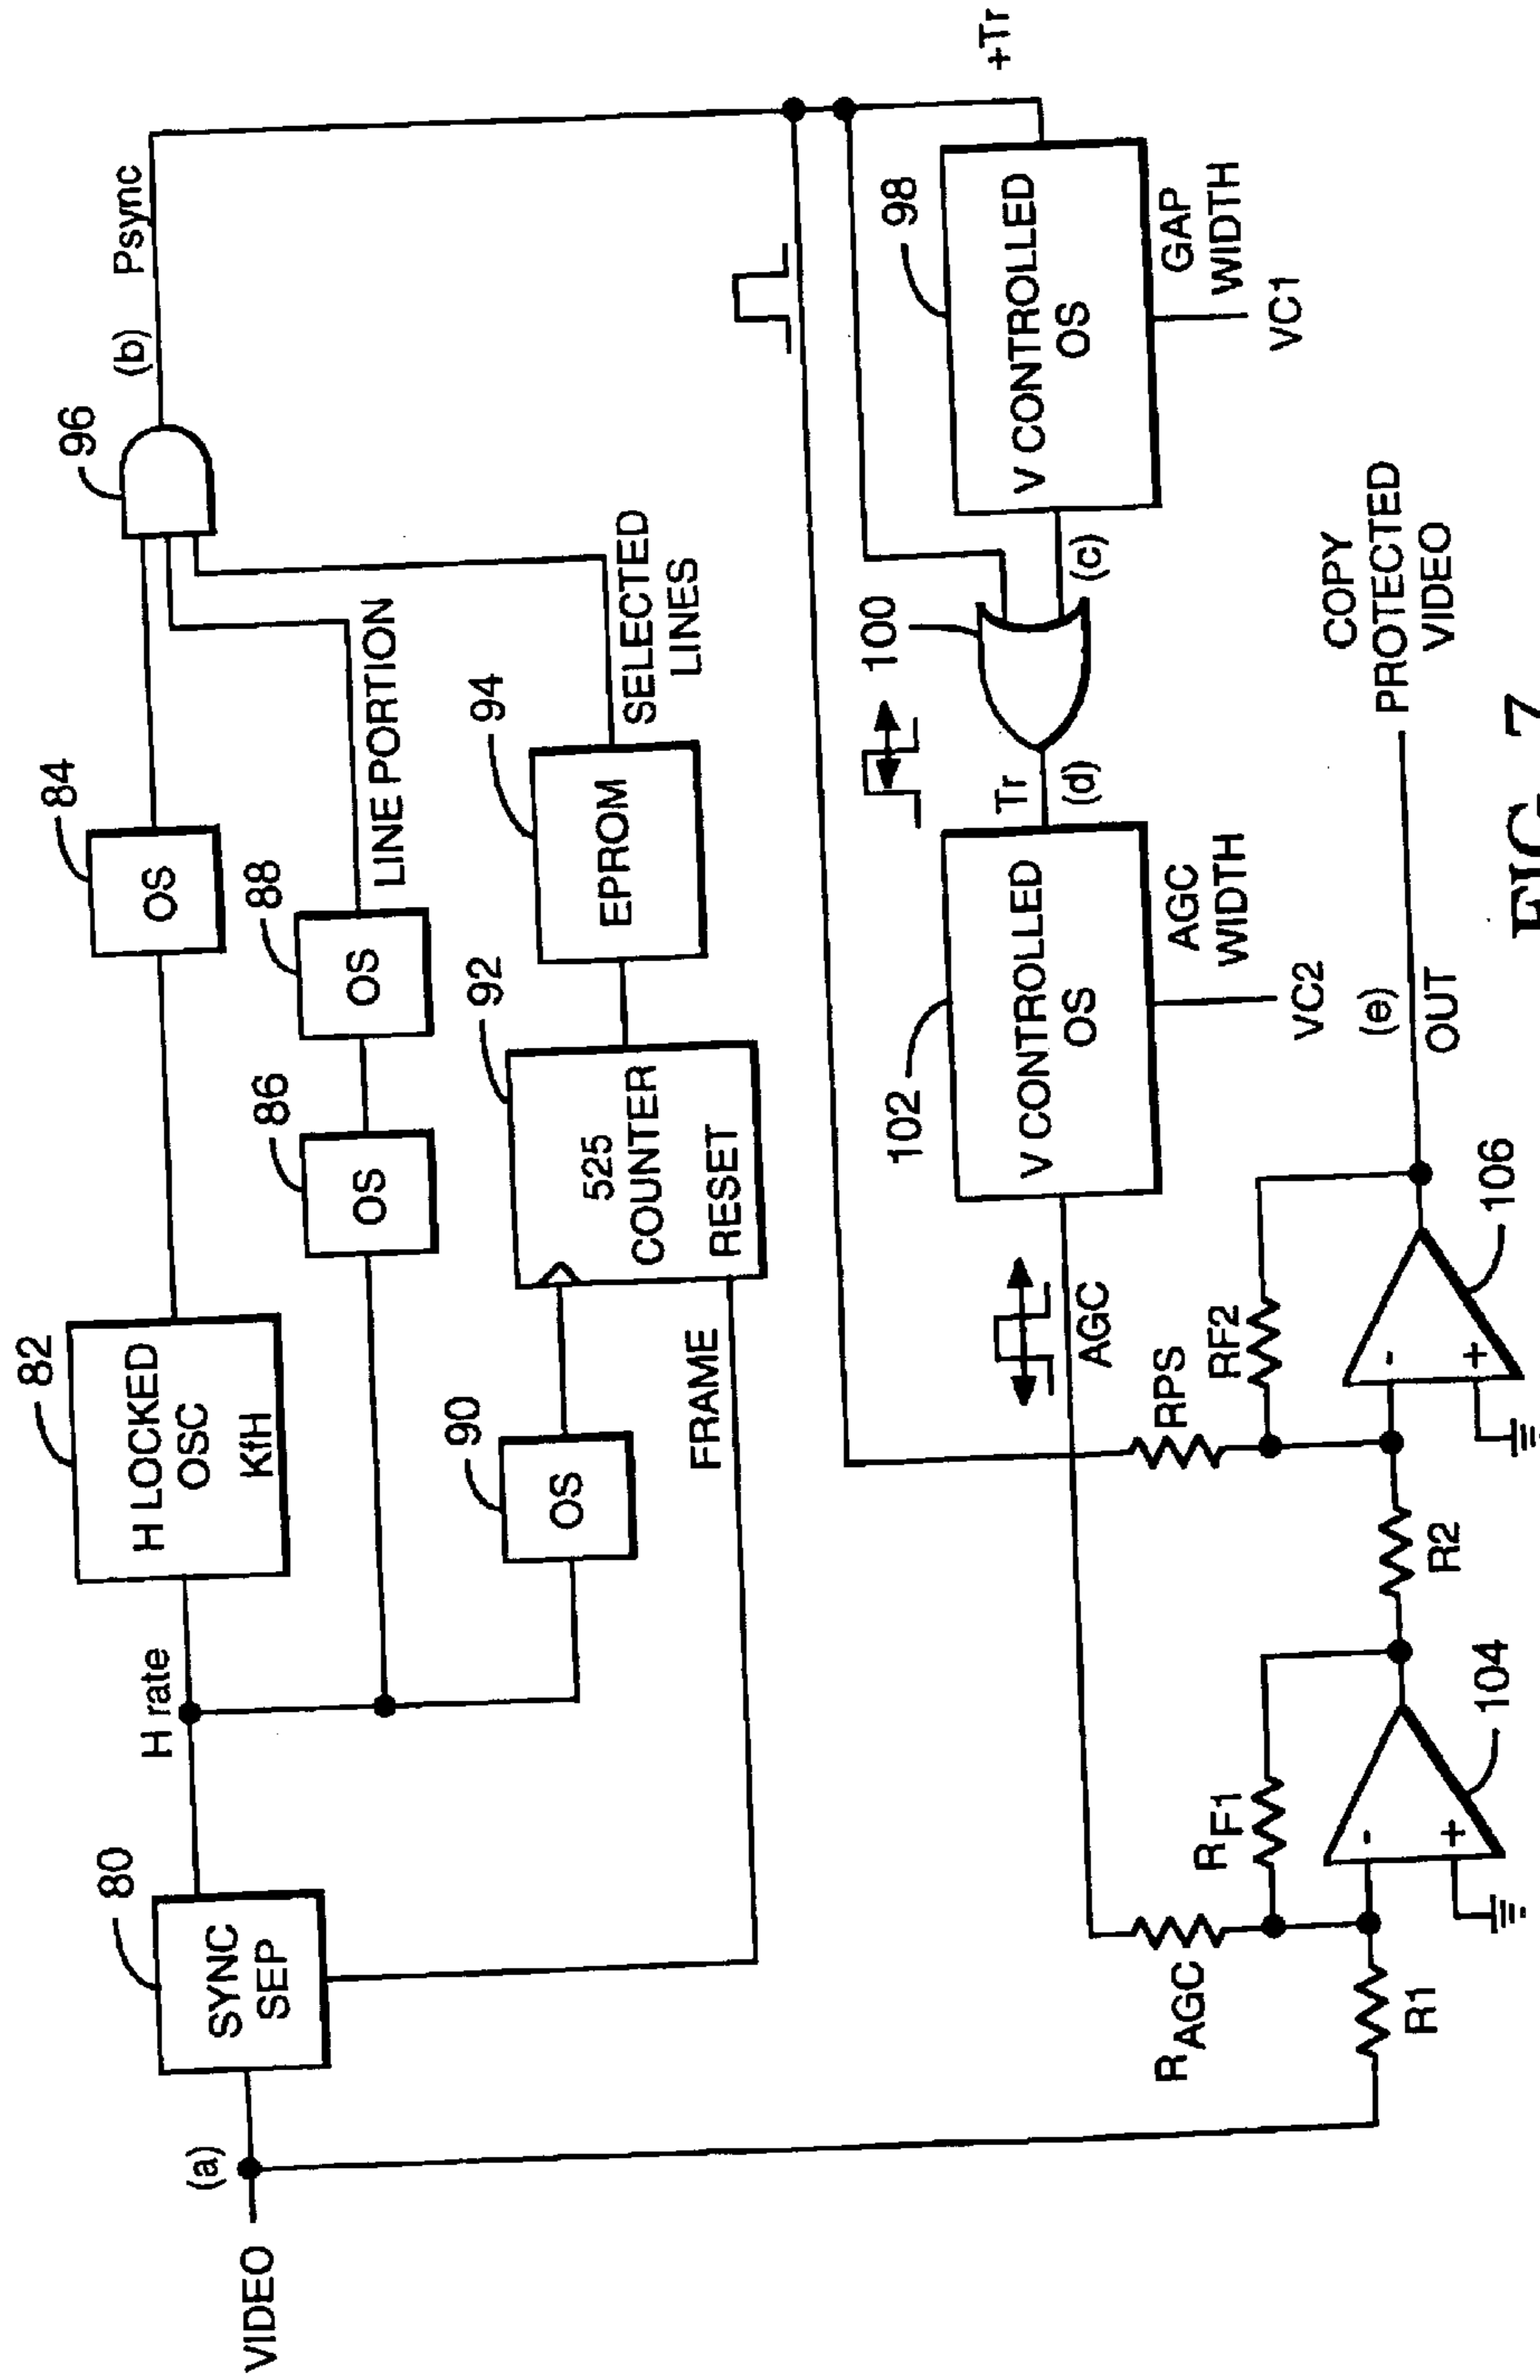 VIDEO
(a)
SYNC
SEP
80
H rate
H LOCKED
OSC
KfH
82
OS
84
OS
86
OS
88
LINE PORTION
OS
90
525
COUNTER
RESET
92
FRAME
EPROM
94
SELECTED
LINES
96
(b)
Psync
+Tr
V CONTROLLED
OS
98
GAP
WIDTH
VC1
(c)
100
Tr
(d)
V CONTROLLED
OS
102
AGC
WIDTH
VC2
AGC
RAGC
RF1
R1
-
+
104
R2
RPS
RF2
-
+
106
(e)
OUT
COPY
PROTECTED
VIDEO
FIG. 7